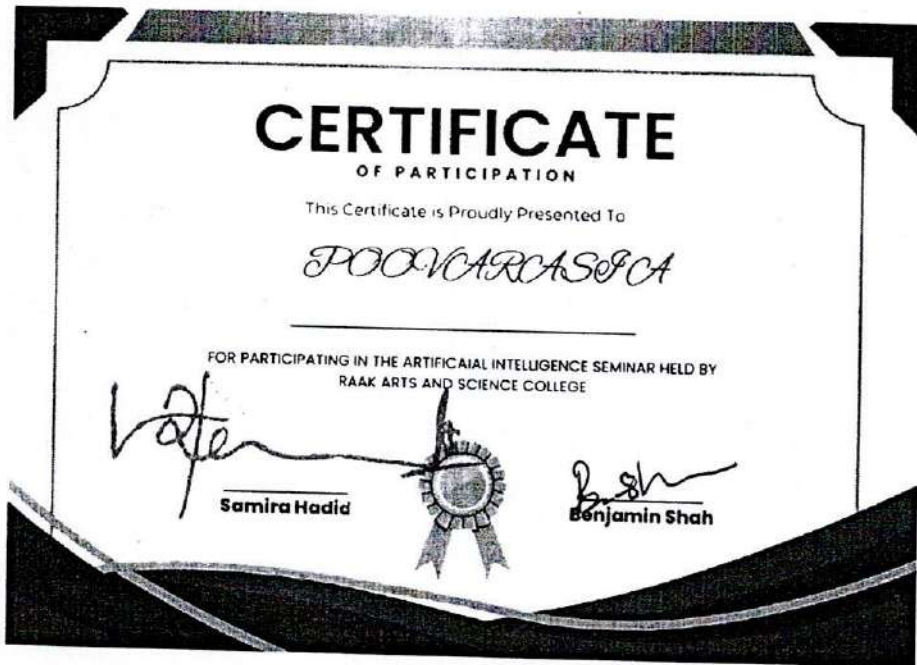 CERTIFICATE
OF PARTICIPATION
This Certificate is Proudly Presented To
POOVARASIA
FOR PARTICIPATING IN THE ARTIFICAIAL INTELLIGENCE SEMINAR HELD BY
RAAK ARTS AND SCIENCE COLLEGE
Samira Hadid
Benjamin Shah